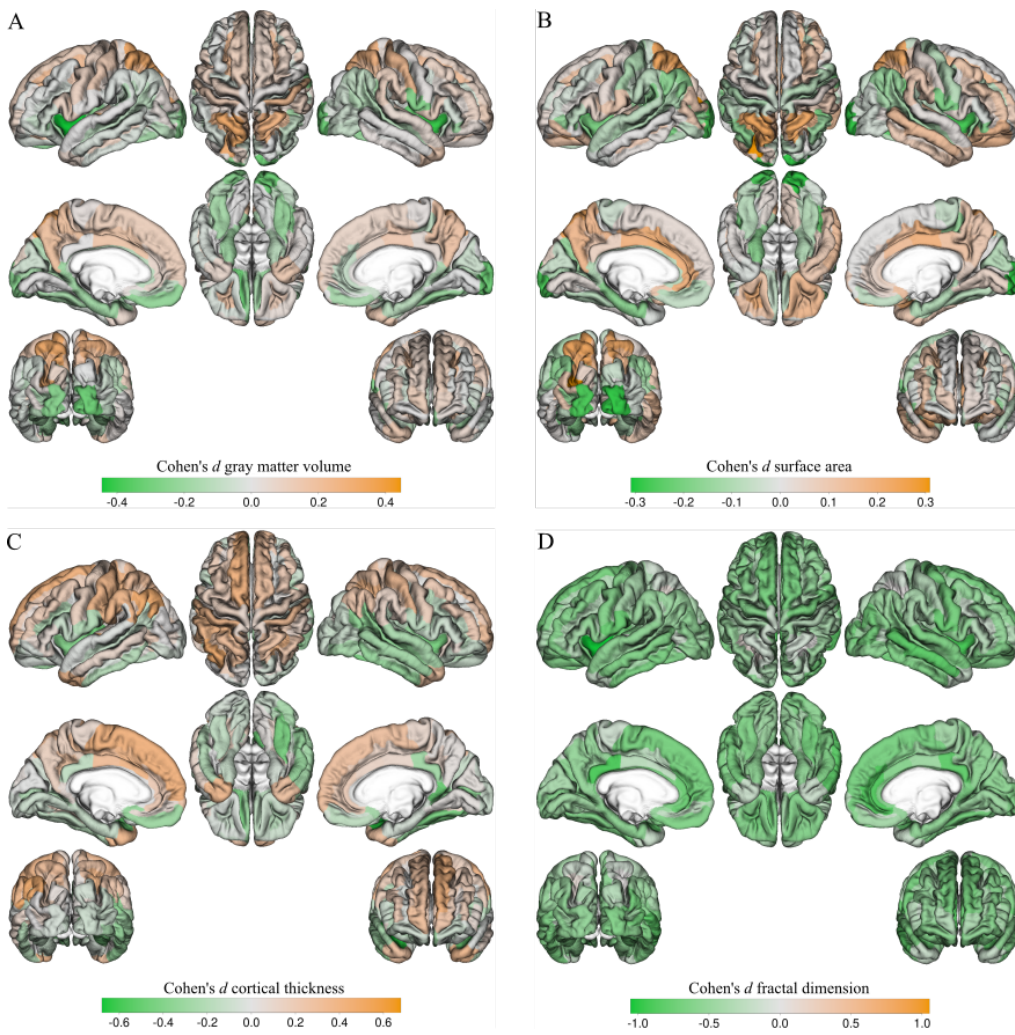 A
Cohen's d gray matter volume
-0.4 -0.2 0.0 0.2 0.4
B
Cohen's d surface area
-0.3 -0.2 -0.1 0.0 0.1 0.2 0.3
C
Cohen's d cortical thickness
-0.6 -0.4 -0.2 0.0 0.2 0.4 0.6
D
Cohen's d fractal dimension
-1.0 -0.5 0.0 0.5 1.0